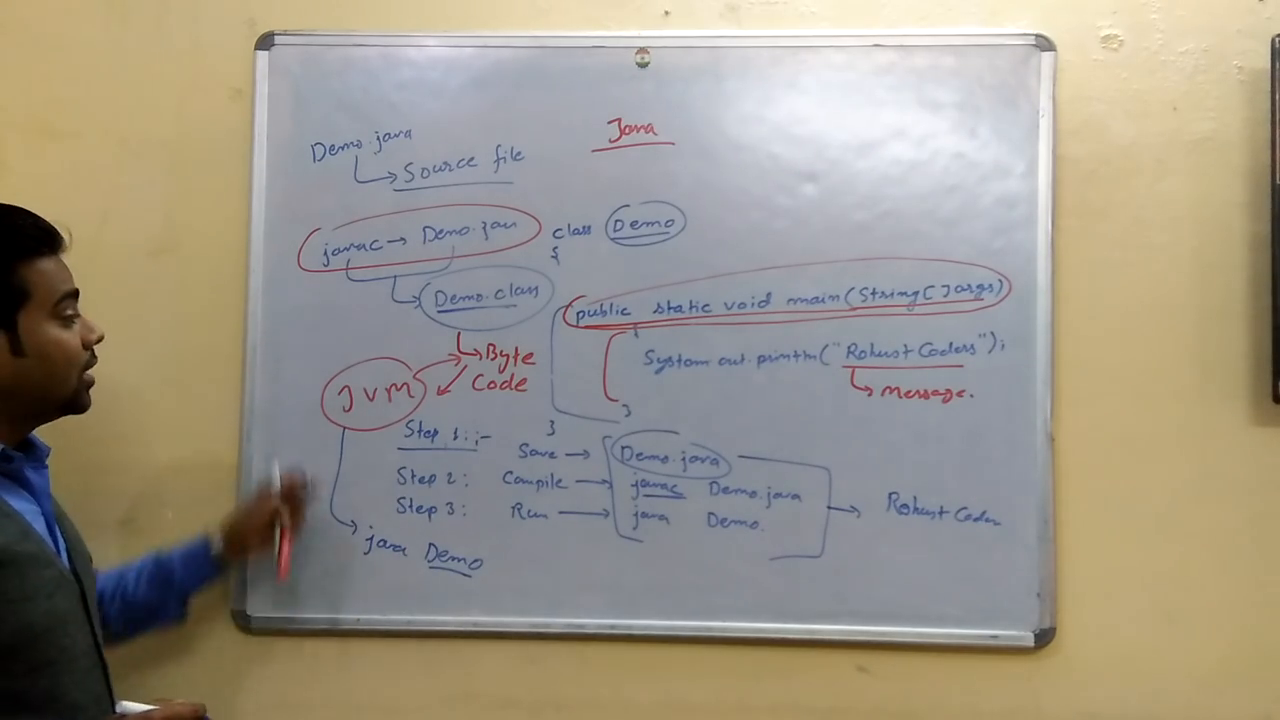 Java
Demo.java
Source file
javac → Demo.java
Demo.class
Byte
Code
JVM
class Demo
{
public static void main(String[]args)
{
System.out.println("Robust Coders");
message.
}
}
Step 1:;- Save → Demo.java
Step 2: Compile → javac Demo.java
Step 3: Run → java Demo.
Robust Coder
java Demo